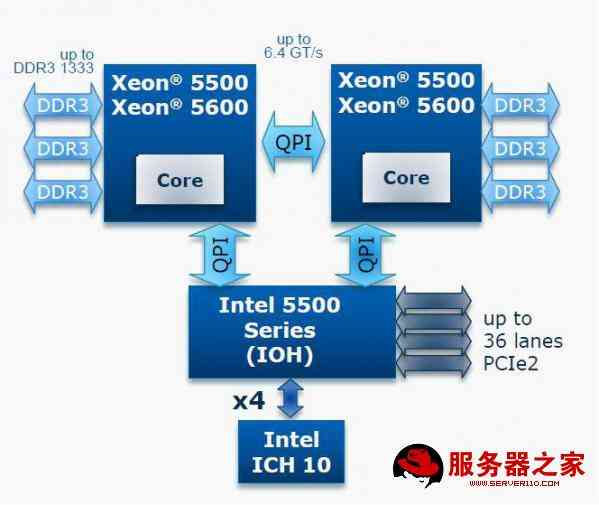 up to
DDR3 1333
up to
6.4 GT/s
Xeon® 5500
Xeon® 5600
Core
DDR3
DDR3
DDR3
QPI
Xeon® 5500
Xeon® 5600
Core
DDR3
DDR3
DDR3
QPI
QPI
Intel 5500
Series
(IOH)
up to
36 lanes
PCIe2
x4
Intel
ICH 10
服务器之家
WWW.SERVER110.COM